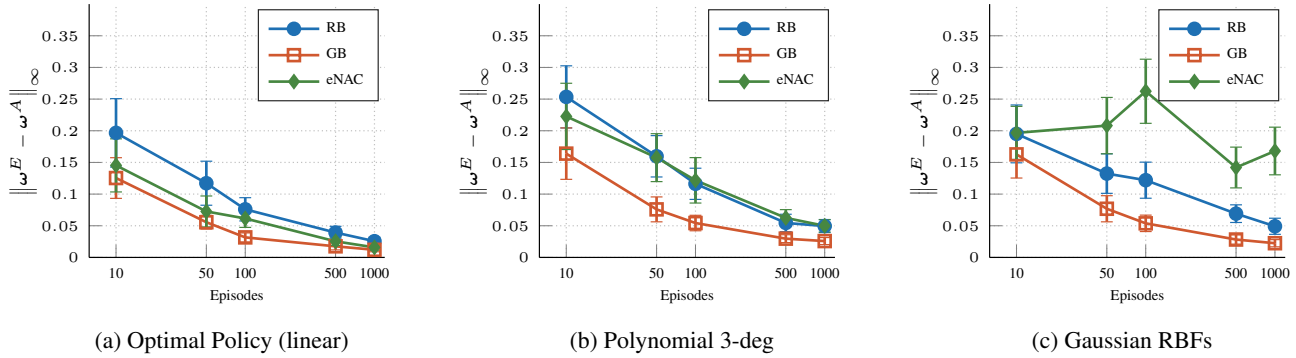 0.35
0.3
0.25
0.2
0.15
0.1
0.05
0
‖ω^E − ω^A‖_∞
10 50 100 500 1000
Episodes
RB
GB
eNAC
(a) Optimal Policy (linear)
0.35
0.3
0.25
0.2
0.15
0.1
0.05
0
‖ω^E − ω^A‖_∞
10 50 100 500 1000
Episodes
RB
GB
eNAC
(b) Polynomial 3-deg
0.35
0.3
0.25
0.2
0.15
0.1
0.05
0
‖ω^E − ω^A‖_∞
10 50 100 500 1000
Episodes
RB
GB
eNAC
(c) Gaussian RBFs